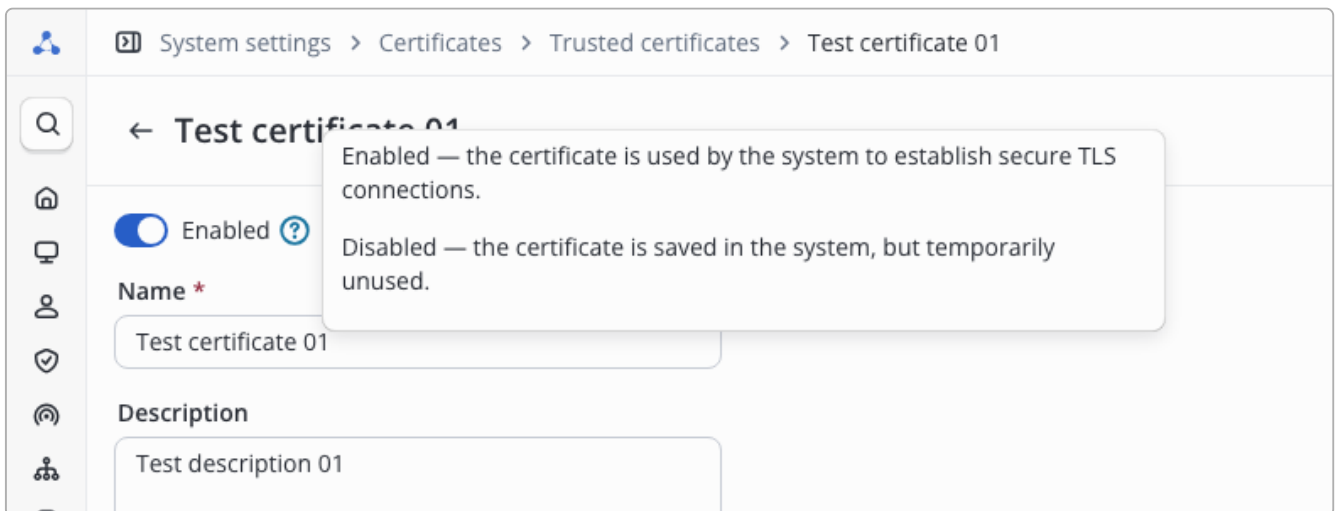 System settings > Certificates > Trusted certificates > Test certificate 01
← Test certificate 01
Enabled — the certificate is used by the system to establish secure TLS
connections.
Enabled ?
Disabled — the certificate is saved in the system, but temporarily
unused.
Name *
Test certificate 01
Description
Test description 01